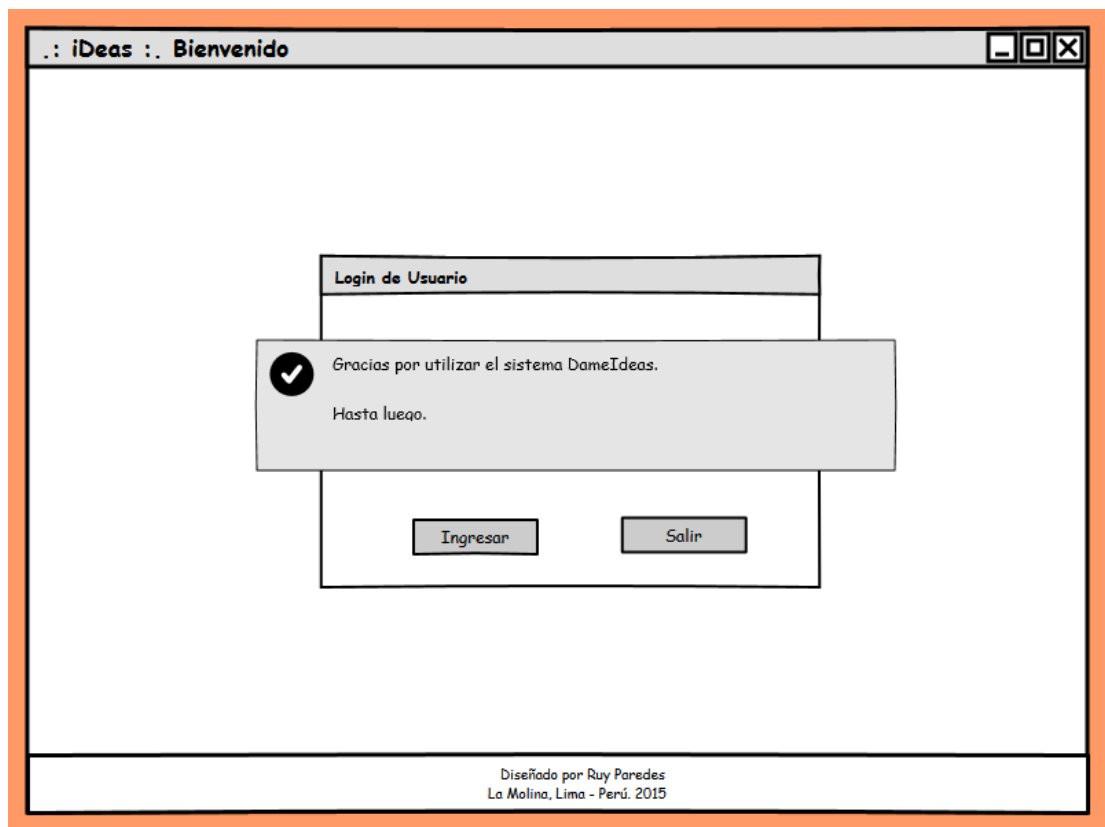 .: iDeas :. Bienvenido
Login de Usuario
Gracias por utilizar el sistema DameIdeas.
Hasta luego.
Ingresar
Salir
Diseñado por Ruy Paredes
La Molina, Lima - Perú. 2015